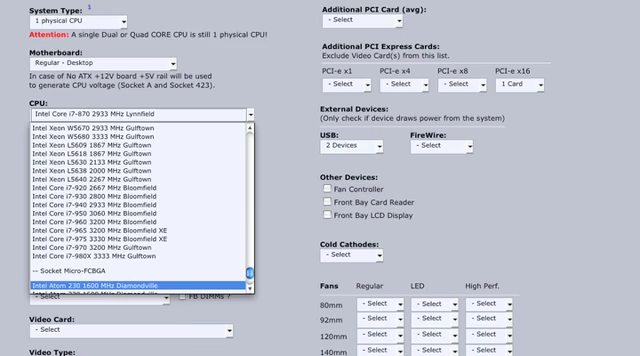 System Type: 1
1 physical CPU
Attention: A single Dual or Quad CORE CPU is still 1 physical CPU!
Motherboard:
Regular - Desktop
In case of No ATX +12V board +5V rail will be used
to generate CPU voltage (Socket A and Socket 423).
CPU:
Intel Core i7-870 2933 MHz Lynnfield
Intel Xeon W5670 2933 MHz Gulftown
Intel Xeon W5680 3333 MHz Gulftown
Intel Xeon L5609 1867 MHz Gulftown
Intel Xeon L5618 1867 MHz Gulftown
Intel Xeon L5630 2133 MHz Gulftown
Intel Xeon L5638 2000 MHz Gulftown
Intel Xeon L5640 2267 MHz Gulftown
Intel Core i7-920 2667 MHz Bloomfield
Intel Core i7-930 2800 MHz Bloomfield
Intel Core i7-940 2933 MHz Bloomfield
Intel Core i7-950 3060 MHz Bloomfield
Intel Core i7-960 3200 MHz Bloomfield
Intel Core i7-965 3200 MHz Bloomfield XE
Intel Core i7-975 3330 MHz Bloomfield XE
Intel Core i7-970 3200 MHz Gulftown
Intel Core i7-980X 3333 MHz Gulftown
-- Socket Micro-FCBGA
Intel Atom 230 1600 MHz Diamondville
- Select
FB DIMMs ?
Video Card:
- Select
Video Type:
Additional PCI Card (avg):
- Select
Additional PCI Express Cards:
Exclude Video Card(s) from this list.
PCI-e x1 PCI-e x4 PCI-e x8 PCI-e x16
- Select - Select - Select 1 Card
External Devices:
(Only check if device draws power from the system)
USB: FireWire:
2 Devices - Select
Other Devices:
Fan Controller
Front Bay Card Reader
Front Bay LCD Display
Cold Cathodes:
- Select
Fans Regular LED High Perf.
80mm - Select - Select - Select
92mm - Select - Select - Select
120mm - Select - Select - Select
140mm - Select - Select - Select